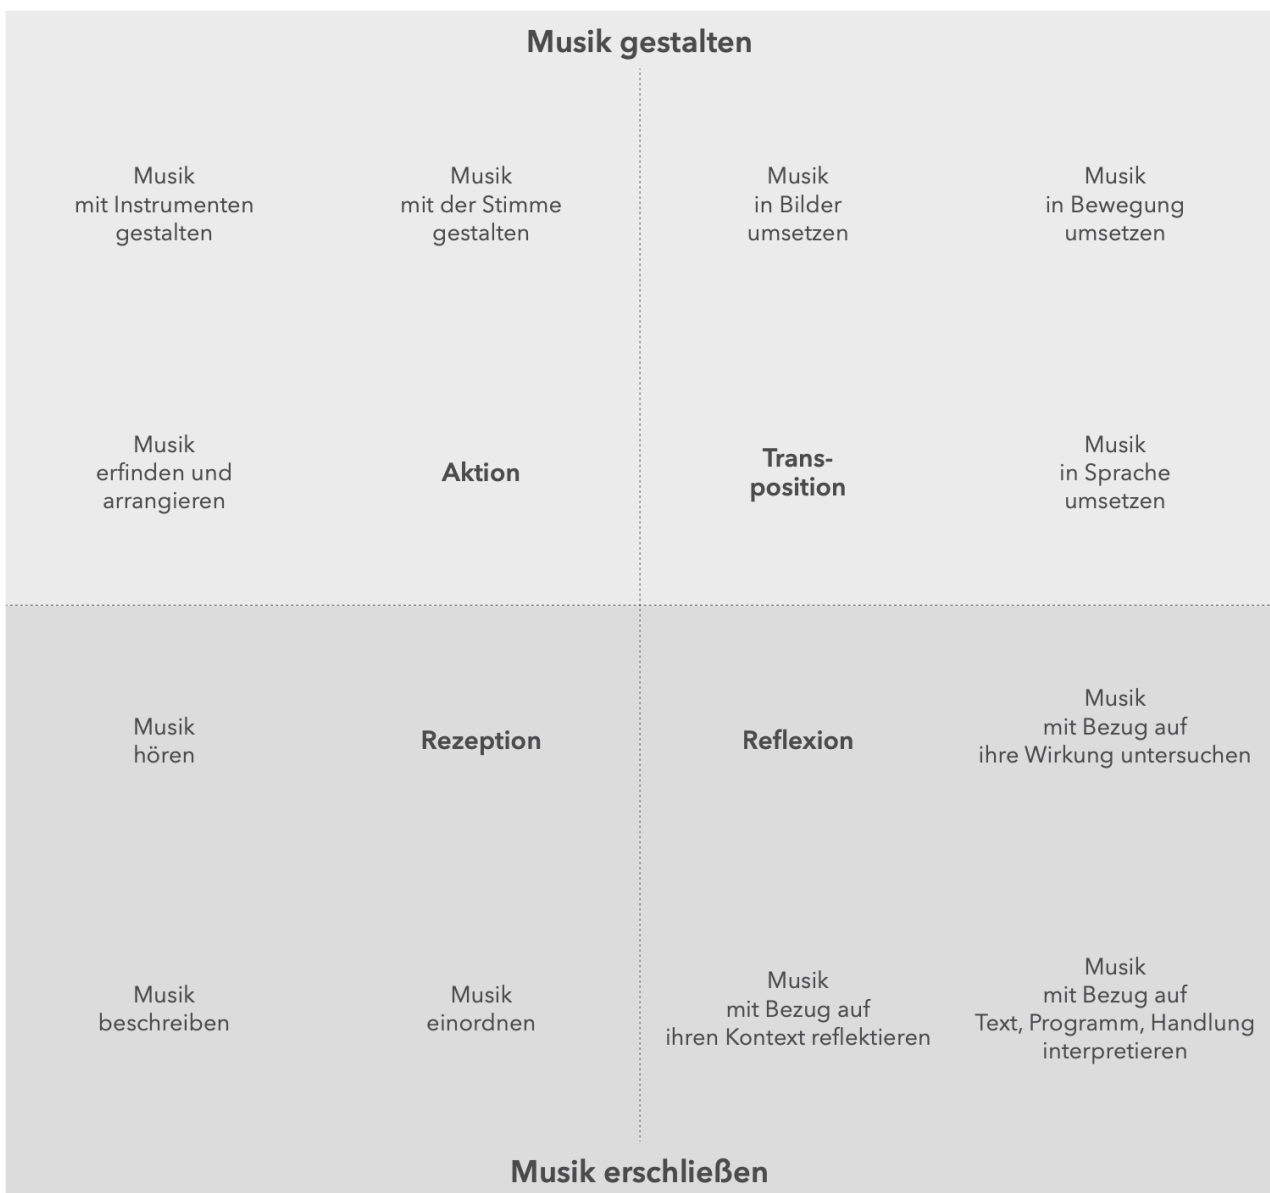 Musik gestalten
Musik
mit Instrumenten
gestalten
Musik
mit der Stimme
gestalten
Musik
in Bilder
umsetzen
Musik
in Bewegung
umsetzen
Musik
erfinden und
arrangieren
Aktion
Trans-
position
Musik
in Sprache
umsetzen
Musik
hören
Rezeption
Reflexion
Musik
mit Bezug auf
ihre Wirkung untersuchen
Musik
beschreiben
Musik
einordnen
Musik
mit Bezug auf
ihren Kontext reflektieren
Musik
mit Bezug auf
Text, Programm, Handlung
interpretieren
Musik erschließen